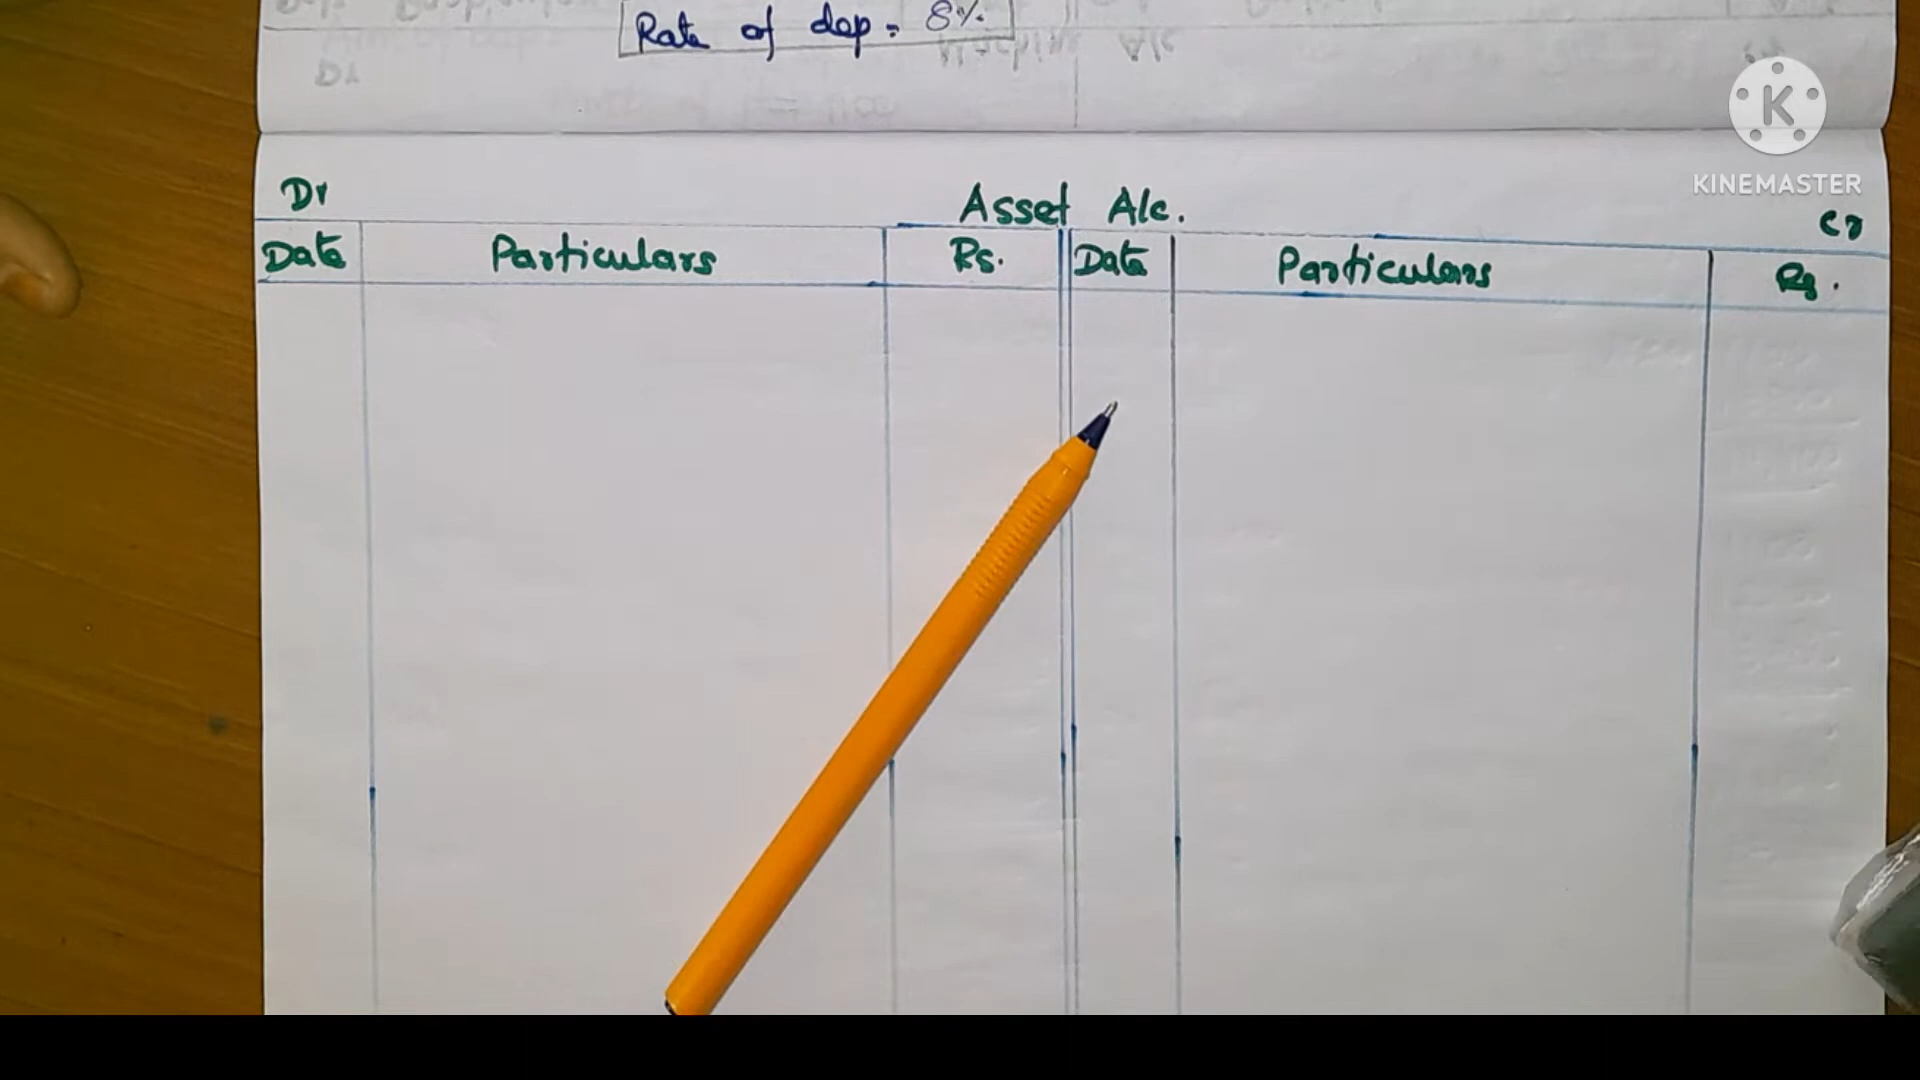 Rate of dep = 8%
K
KINEMASTER
Dr Asset A/c. Cr
Date Particulars Rs. Date Particulars Rs.